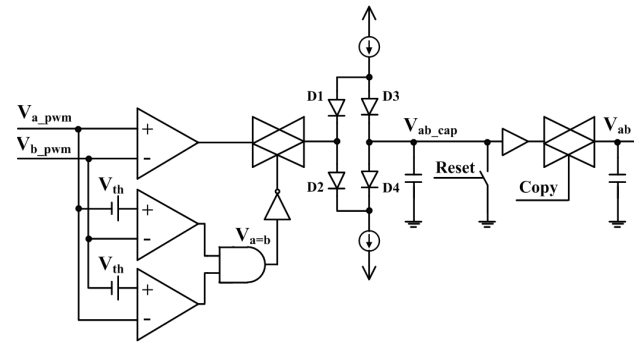 V_a_pwm
V_b_pwm
+
-
V_th
+
-
V_th
+
-
V_a=b
D1
D3
D2
D4
V_ab_cap
Reset
Copy
V_ab